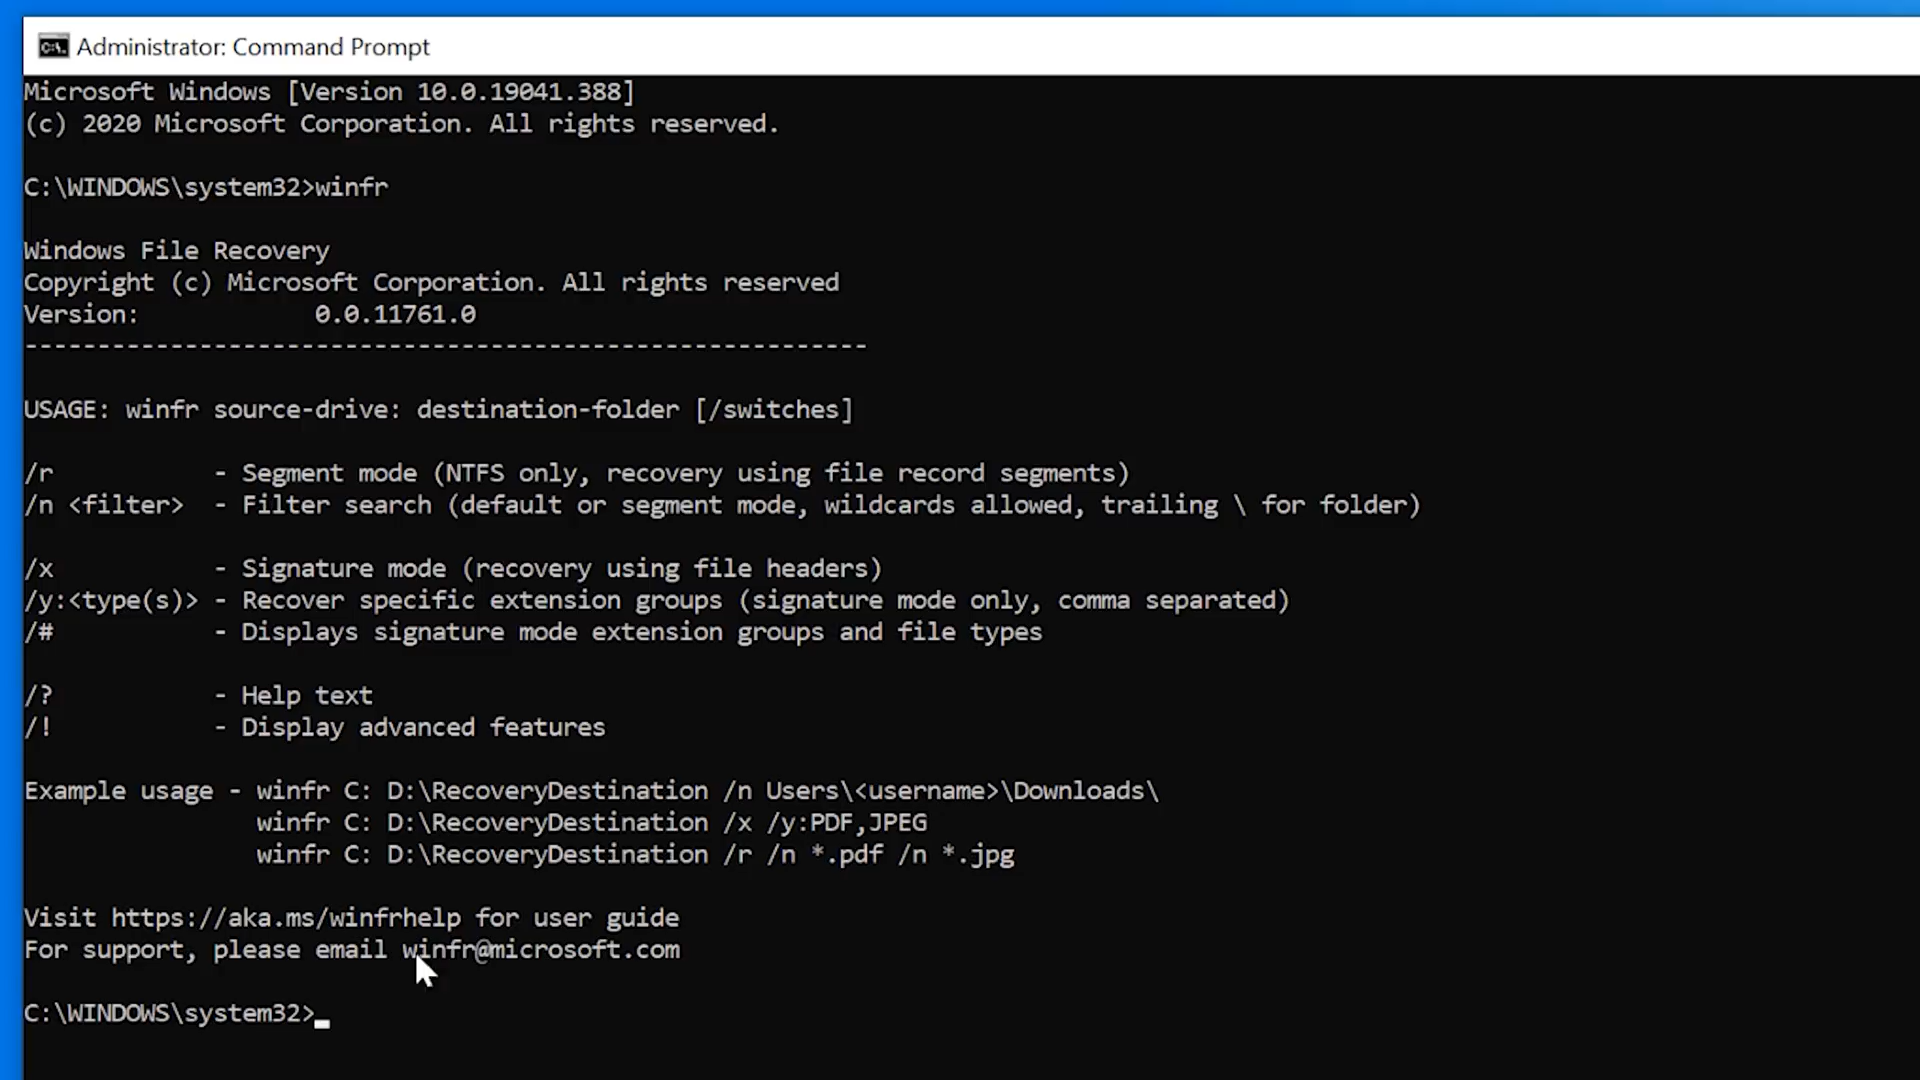 Administrator: Command Prompt
Microsoft Windows [Version 10.0.19041.388]
(c) 2020 Microsoft Corporation. All rights reserved.
C:\WINDOWS\system32>winfr
Windows File Recovery
Copyright (c) Microsoft Corporation. All rights reserved
Version:            0.0.11761.0
----------------------------------------------------------
USAGE: winfr source-drive: destination-folder [/switches]
/r           - Segment mode (NTFS only, recovery using file record segments)
/n <filter>  - Filter search (default or segment mode, wildcards allowed, trailing \ for folder)
/x           - Signature mode (recovery using file headers)
/y:<type(s)> - Recover specific extension groups (signature mode only, comma separated)
/#           - Displays signature mode extension groups and file types
/?           - Help text
/!           - Display advanced features
Example usage - winfr C: D:\RecoveryDestination /n Users\<username>\Downloads\
winfr C: D:\RecoveryDestination /x /y:PDF,JPEG
winfr C: D:\RecoveryDestination /r /n *.pdf /n *.jpg
Visit https://aka.ms/winfrhelp for user guide
For support, please email winfr@microsoft.com
C:\WINDOWS\system32>